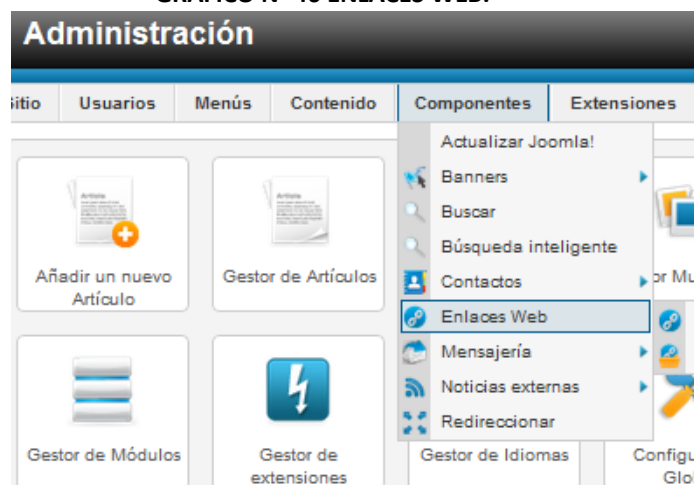 Administración
Usuarios Menús Contenido Componentes Extensiones
Actualizar Joomla!
Banners
Buscar
Búsqueda inteligente
Contactos
Enlaces Web
Mensajería
Noticias externas
Redireccionar
Añadir un nuevo
Artículo
Gestor de Artículos
Gestor de Módulos
Gestor de
extensiones
Gestor de Idiomas